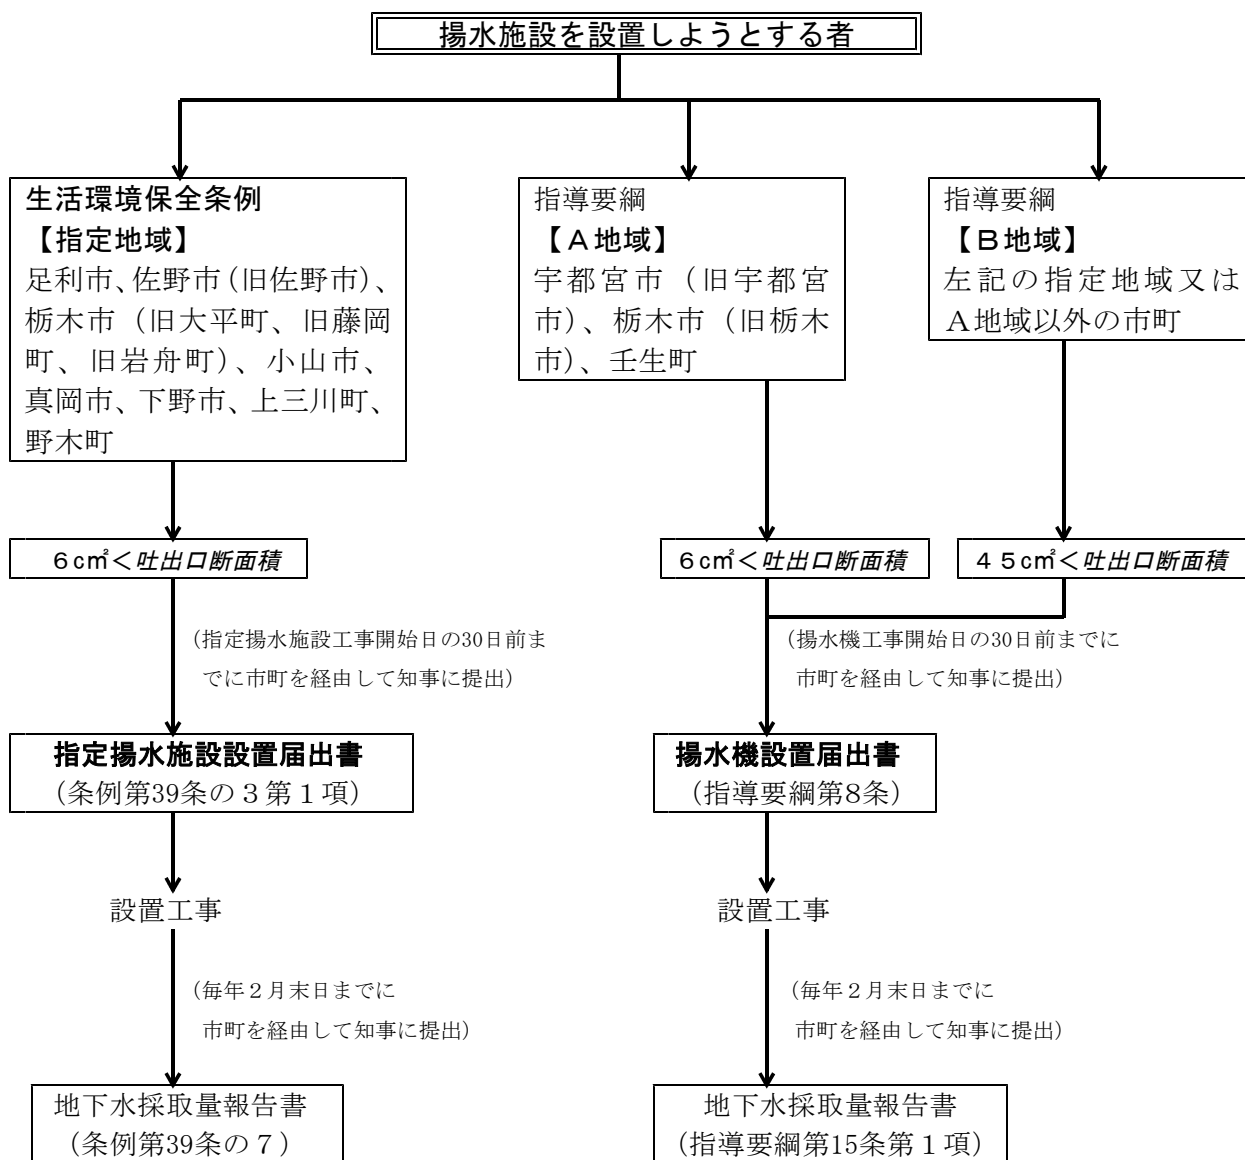 揚水施設を設置しようとする者
生活環境保全条例
【指定地域】
足利市、佐野市（旧佐野市）、
栃木市（旧大平町、旧藤岡
町、旧岩舟町）、小山市、
真岡市、下野市、上三川町、
野木町
指導要綱
【Ａ地域】
宇都宮市（旧宇都宮
市）、栃木市（旧栃木
市）、壬生町
指導要綱
【Ｂ地域】
左記の指定地域又は
Ａ地域以外の市町
６c㎡＜吐出口断面積
６c㎡＜吐出口断面積
４５c㎡＜吐出口断面積
（指定揚水施設工事開始日の30日前ま
でに市町を経由して知事に提出）
（揚水機工事開始日の30日前までに
市町を経由して知事に提出）
指定揚水施設設置届出書
（条例第39条の３第１項）
揚水機設置届出書
（指導要綱第8条）
設置工事
設置工事
（毎年２月末日までに
市町を経由して知事に提出）
（毎年２月末日までに
市町を経由して知事に提出）
地下水採取量報告書
（条例第39条の７）
地下水採取量報告書
（指導要綱第15条第１項）